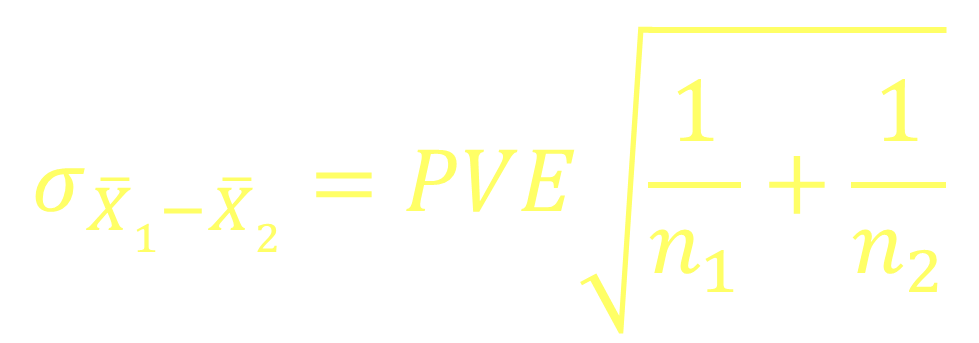 σ_{X̄₁−X̄₂} = PVE √(1/n₁ + 1/n₂)